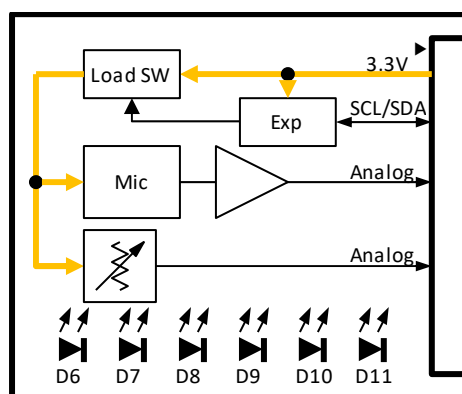 3.3V
Load SW
SCL/SDA
Exp
Mic
Analog
Analog
D6 D7 D8 D9 D10 D11